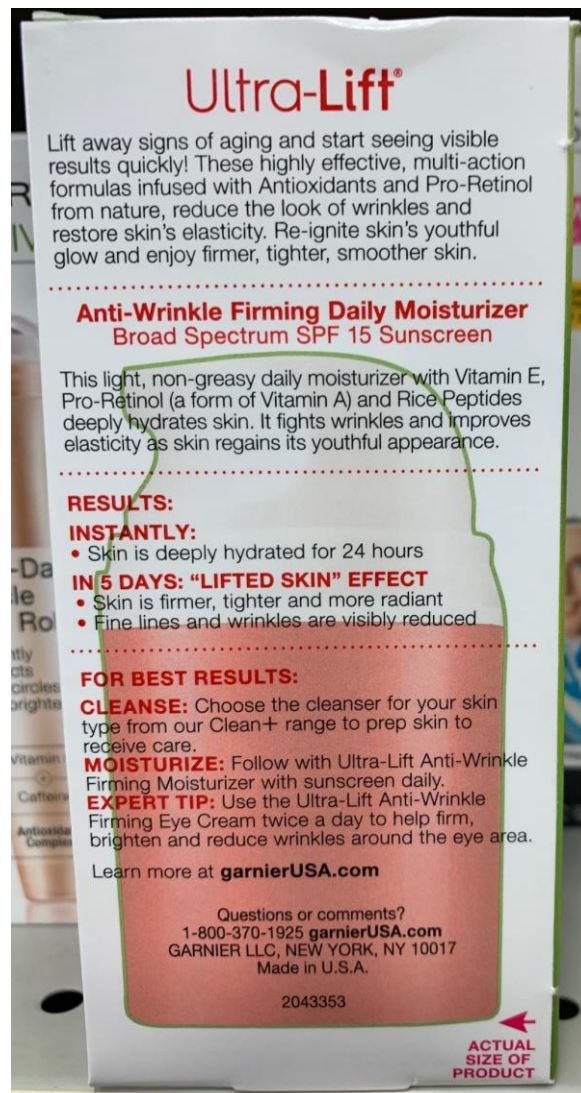 Ultra-Lift®
Lift away signs of aging and start seeing visible
results quickly! These highly effective, multi-action
formulas infused with Antioxidants and Pro-Retinol
from nature, reduce the look of wrinkles and
restore skin's elasticity. Re-ignite skin's youthful
glow and enjoy firmer, tighter, smoother skin.
Anti-Wrinkle Firming Daily Moisturizer
Broad Spectrum SPF 15 Sunscreen
This light, non-greasy daily moisturizer with Vitamin E,
Pro-Retinol (a form of Vitamin A) and Rice Peptides
deeply hydrates skin. It fights wrinkles and improves
elasticity as skin regains its youthful appearance.
RESULTS:
INSTANTLY:
• Skin is deeply hydrated for 24 hours
IN 5 DAYS: “LIFTED SKIN” EFFECT
• Skin is firmer, tighter and more radiant
• Fine lines and wrinkles are visibly reduced
FOR BEST RESULTS:
CLEANSE: Choose the cleanser for your skin
type from our Clean+ range to prep skin to
receive care.
MOISTURIZE: Follow with Ultra-Lift Anti-Wrinkle
Firming Moisturizer with sunscreen daily.
EXPERT TIP: Use the Ultra-Lift Anti-Wrinkle
Firming Eye Cream twice a day to help firm,
brighten and reduce wrinkles around the eye area.
Learn more at garnierUSA.com
Questions or comments?
1-800-370-1925 garnierUSA.com
GARNIER LLC, NEW YORK, NY 10017
Made in U.S.A.
2043353
ACTUAL
SIZE OF
PRODUCT
circles
Vitamin